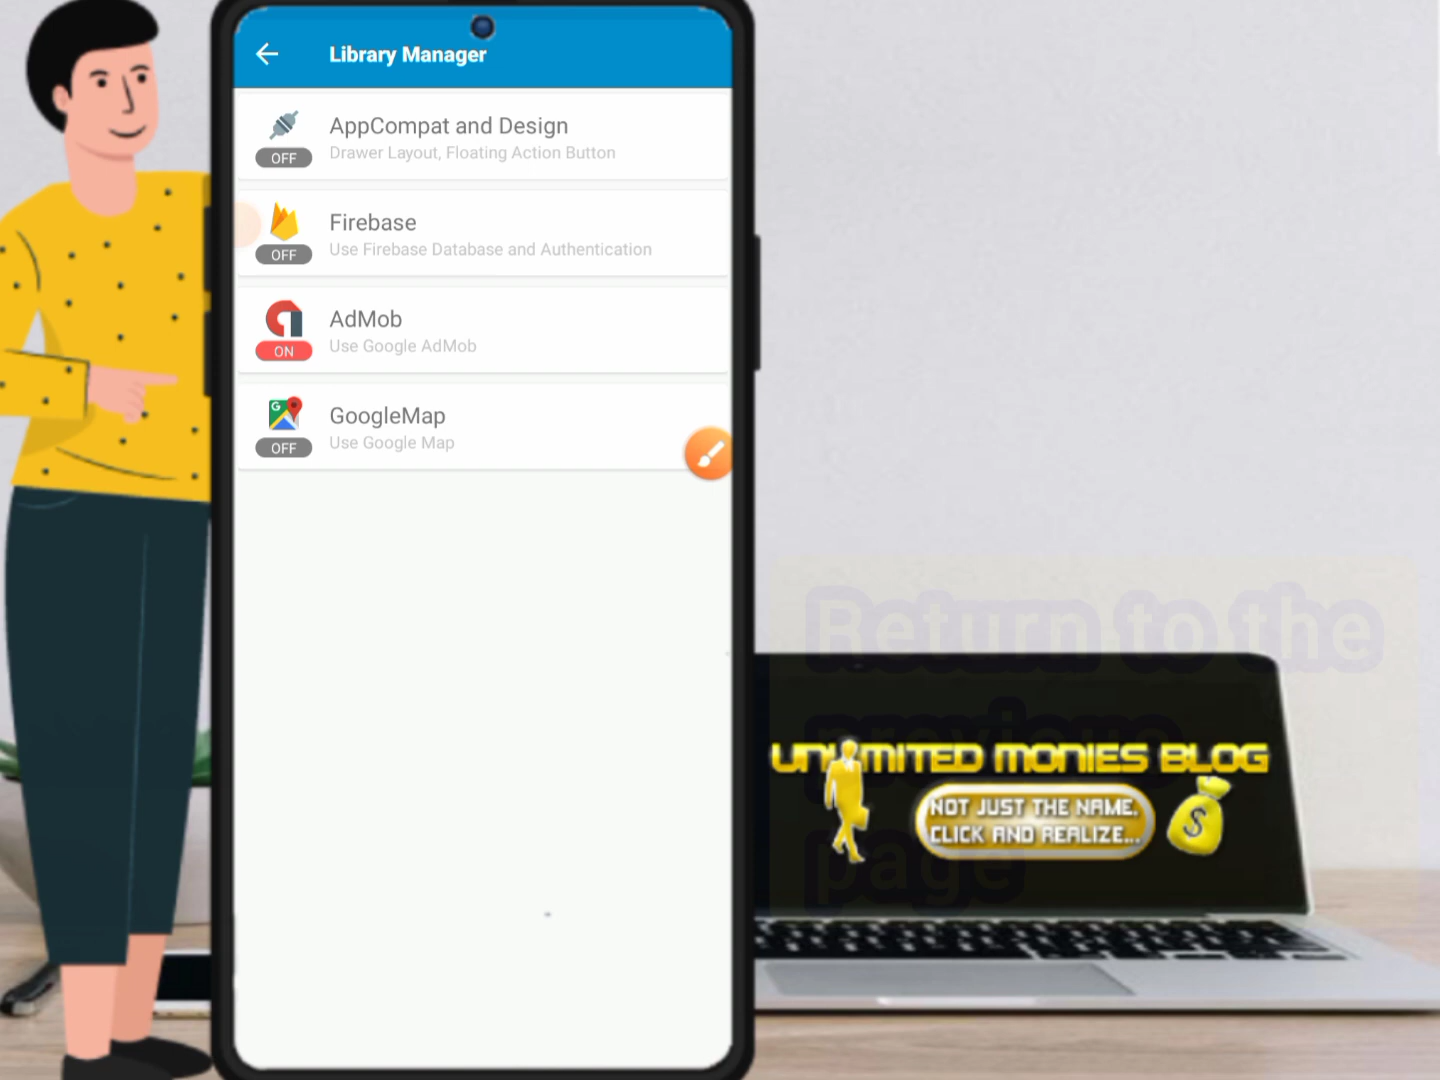 Library Manager
AppCompat and Design
Drawer Layout, Floating Action Button
OFF
Firebase
Use Firebase Database and Authentication
OFF
AdMob
Use Google AdMob
ON
GoogleMap
Use Google Map
OFF
Return to the
previous
page
UNLIMITED MONIES BLOG
NOT JUST THE NAME,
CLICK AND REALIZE...
$